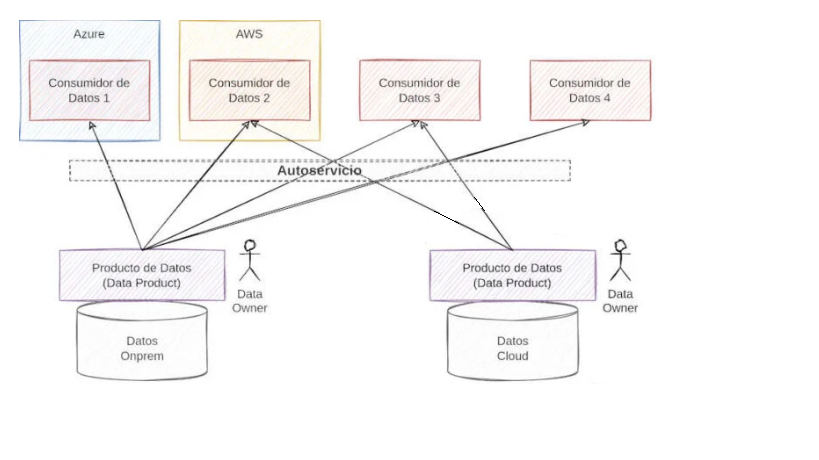 Azure
AWS
Consumidor de
Datos 1
Consumidor de
Datos 2
Consumidor de
Datos 3
Consumidor de
Datos 4
Autoservicio
Producto de Datos
(Data Product)
Data
Owner
Datos
Onprem
Producto de Datos
(Data Product)
Data
Owner
Datos
Cloud